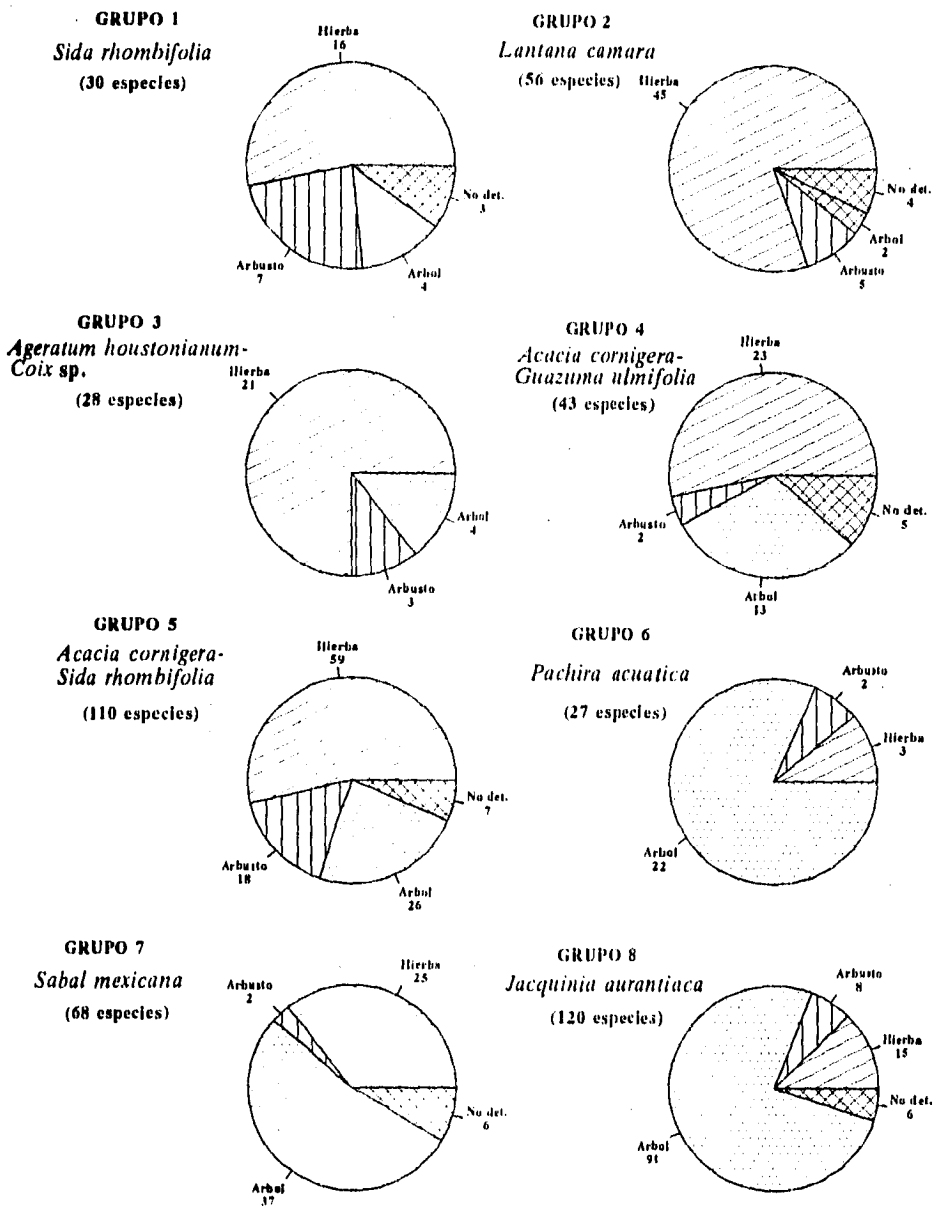 GRUPO 1
Sida rhombifolia
(30 especies)
Hierba
16
No det.
3
Arbol
4
Arbusto
7
GRUPO 2
Lantana camara
(56 especies)
Hierba
45
No det.
4
Arbol
2
Arbusto
5
GRUPO 3
Ageratum houstonianum-
Coix sp.
(28 especies)
Hierba
21
Arbol
4
Arbusto
3
GRUPO 4
Acacia cornigera-
Guazuma ulmifolia
(43 especies)
Hierba
23
Arbusto
2
No det.
5
Arbol
13
GRUPO 5
Acacia cornigera-
Sida rhombifolia
(110 especies)
Hierba
59
No det.
7
Arbusto
18
Arbol
26
GRUPO 6
Pachira acuatica
(27 especies)
Arbusto
2
Hierba
3
Arbol
22
GRUPO 7
Sabal mexicana
(68 especies)
Arbusto
2
Hierba
25
No det.
6
Arbol
37
GRUPO 8
Jacquinia aurantiaca
(120 especies)
Arbusto
8
Hierba
15
No det.
6
Arbol
91